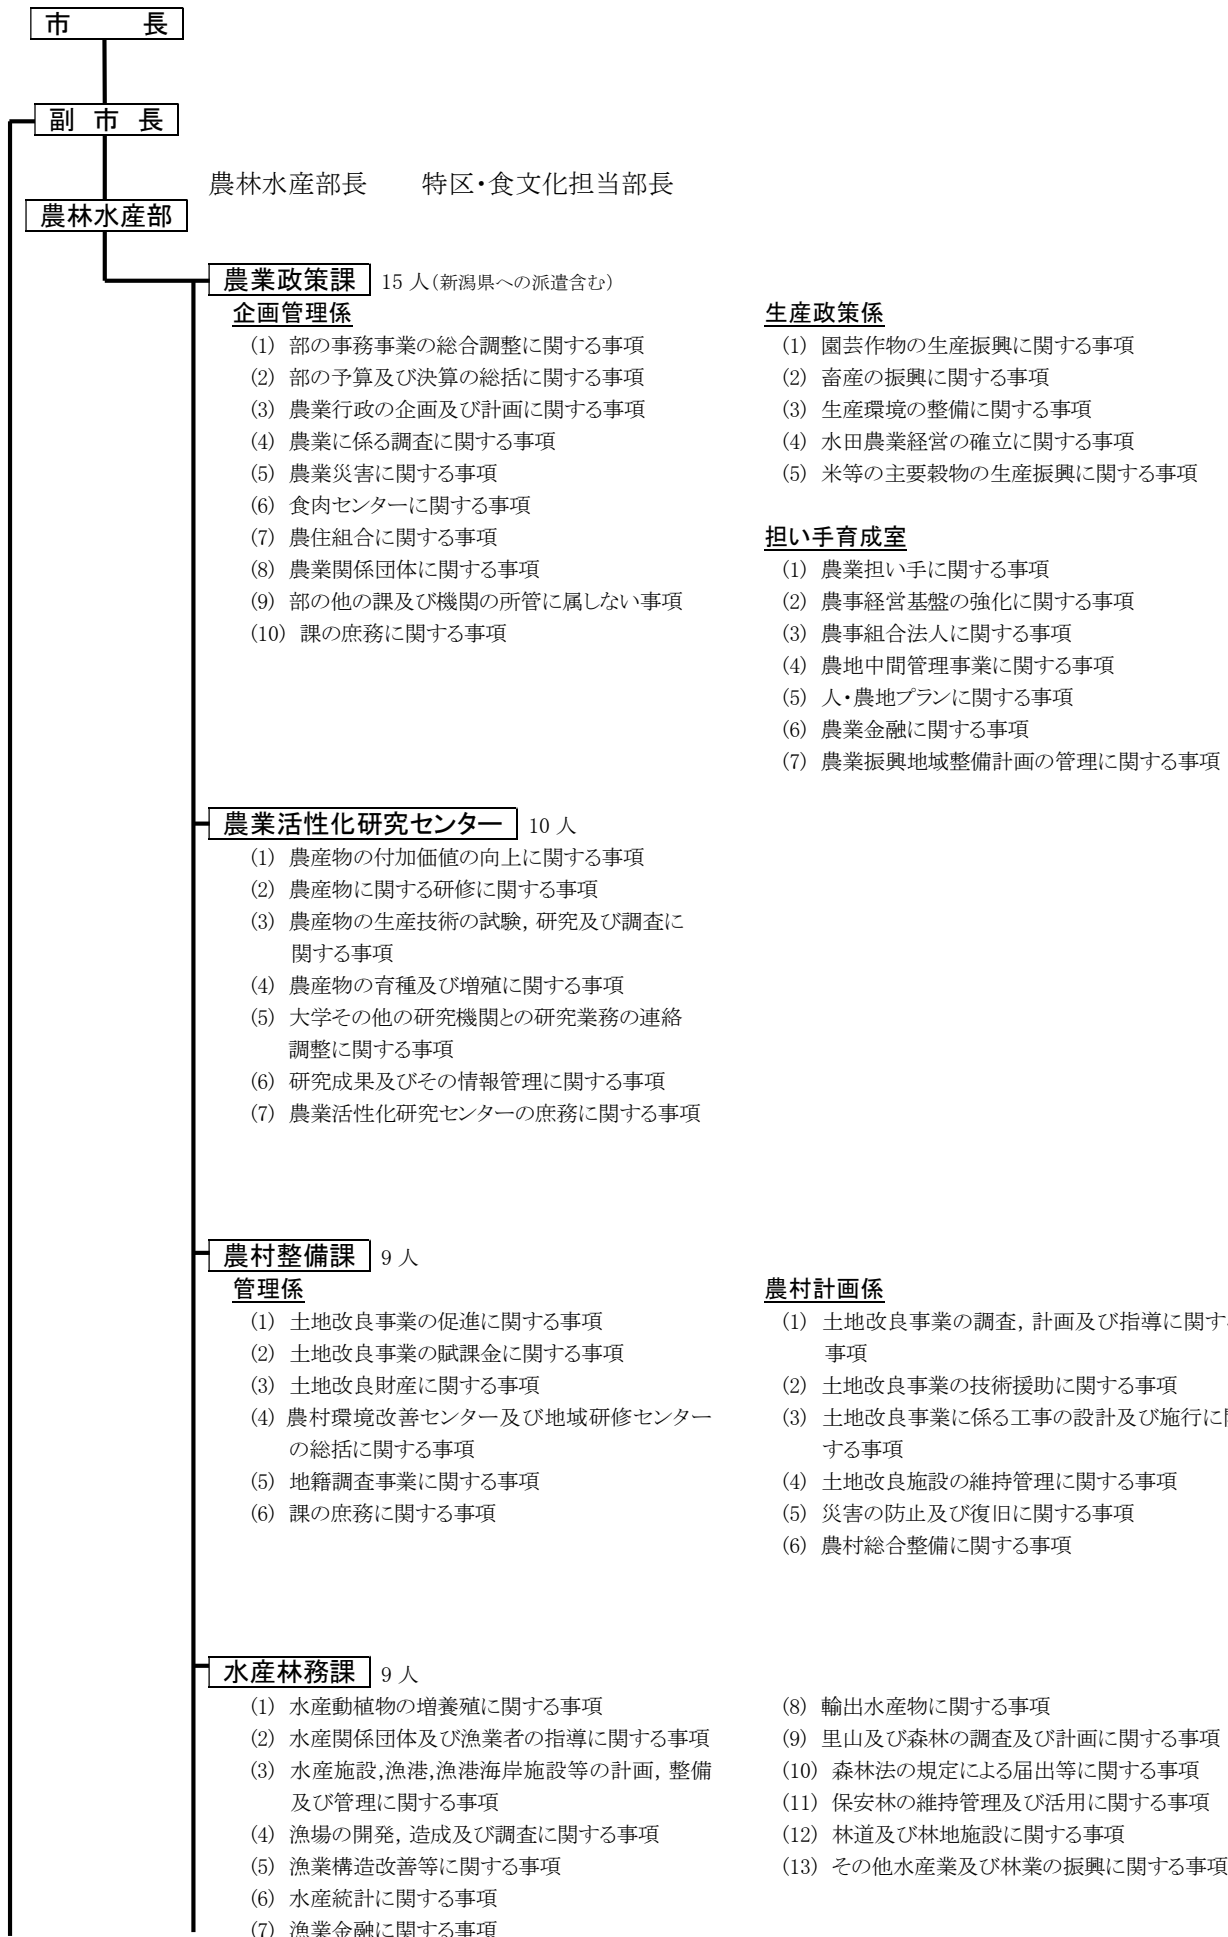 市　　長
副　市　長
農林水産部長　　特区・食文化担当部長
農林水産部
農業政策課 15 人(新潟県への派遣含む)
企画管理係
(1) 部の事務事業の総合調整に関する事項
(2) 部の予算及び決算の総括に関する事項
(3) 農業行政の企画及び計画に関する事項
(4) 農業に係る調査に関する事項
(5) 農業災害に関する事項
(6) 食肉センターに関する事項
(7) 農住組合に関する事項
(8) 農業関係団体に関する事項
(9) 部の他の課及び機関の所管に属しない事項
(10) 課の庶務に関する事項
生産政策係
(1) 園芸作物の生産振興に関する事項
(2) 畜産の振興に関する事項
(3) 生産環境の整備に関する事項
(4) 水田農業経営の確立に関する事項
(5) 米等の主要穀物の生産振興に関する事項
担い手育成室
(1) 農業担い手に関する事項
(2) 農事経営基盤の強化に関する事項
(3) 農事組合法人に関する事項
(4) 農地中間管理事業に関する事項
(5) 人・農地プランに関する事項
(6) 農業金融に関する事項
(7) 農業振興地域整備計画の管理に関する事項
農業活性化研究センター 10 人
(1) 農産物の付加価値の向上に関する事項
(2) 農産物に関する研修に関する事項
(3) 農産物の生産技術の試験, 研究及び調査に
関する事項
(4) 農産物の育種及び増殖に関する事項
(5) 大学その他の研究機関との研究業務の連絡
調整に関する事項
(6) 研究成果及びその情報管理に関する事項
(7) 農業活性化研究センターの庶務に関する事項
農村整備課 9 人
管理係
(1) 土地改良事業の促進に関する事項
(2) 土地改良事業の賦課金に関する事項
(3) 土地改良財産に関する事項
(4) 農村環境改善センター及び地域研修センター
の総括に関する事項
(5) 地籍調査事業に関する事項
(6) 課の庶務に関する事項
農村計画係
(1) 土地改良事業の調査, 計画及び指導に関す
事項
(2) 土地改良事業の技術援助に関する事項
(3) 土地改良事業に係る工事の設計及び施行に
する事項
(4) 土地改良施設の維持管理に関する事項
(5) 災害の防止及び復旧に関する事項
(6) 農村総合整備に関する事項
水産林務課 9 人
(1) 水産動植物の増養殖に関する事項
(2) 水産関係団体及び漁業者の指導に関する事項
(3) 水産施設,漁港,漁港海岸施設等の計画, 整備
及び管理に関する事項
(4) 漁場の開発, 造成及び調査に関する事項
(5) 漁業構造改善等に関する事項
(6) 水産統計に関する事項
(7) 漁業金融に関する事項
(8) 輸出水産物に関する事項
(9) 里山及び森林の調査及び計画に関する事項
(10) 森林法の規定による届出等に関する事項
(11) 保安林の維持管理及び活用に関する事項
(12) 林道及び林地施設に関する事項
(13) その他水産業及び林業の振興に関する事項